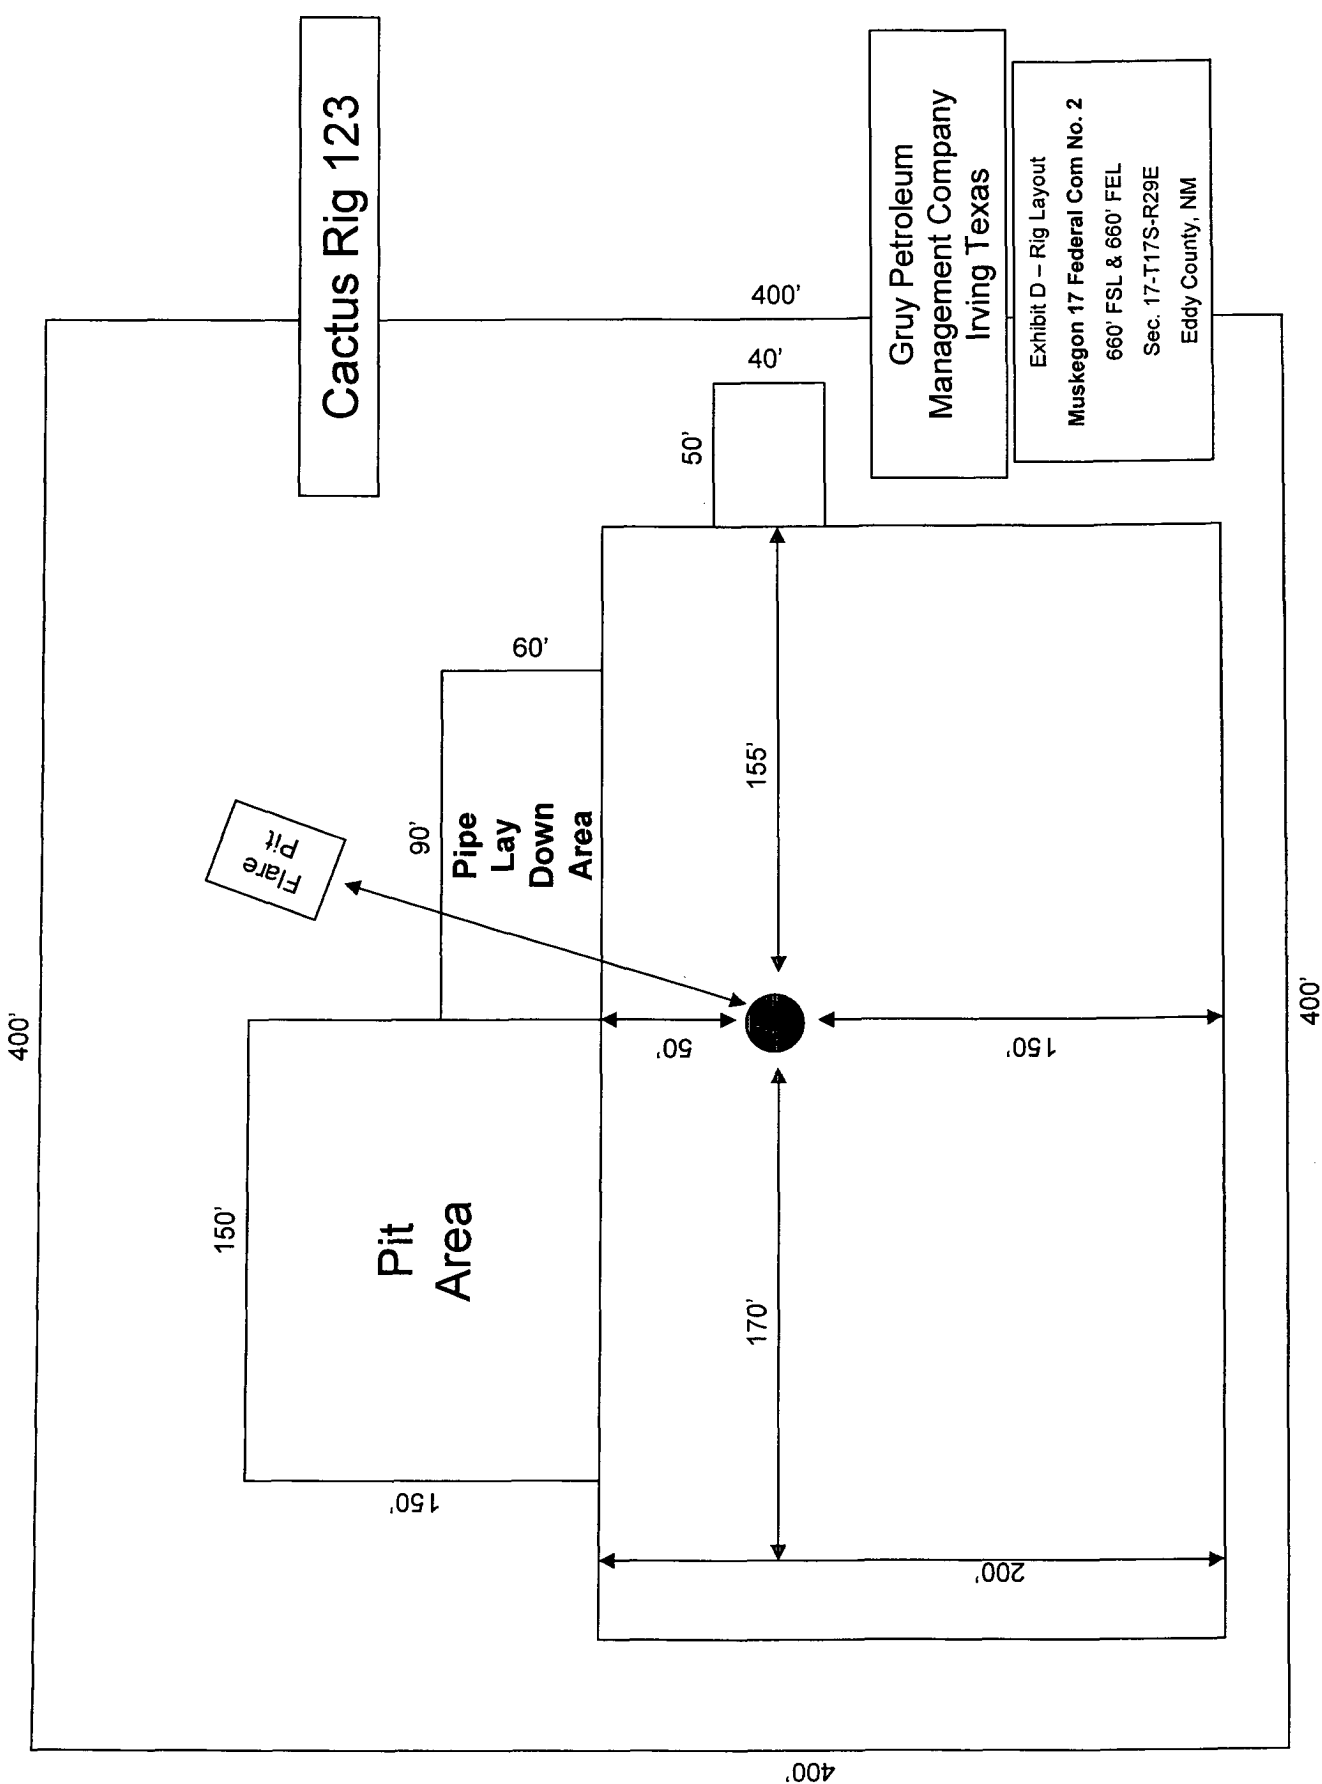 Cactus Rig 123
400'
400'
400'
400'
Flare
Pit
90'
60'
Pipe
Lay
Down
Area
150'
150'
Pit
Area
50'
40'
50'
155'
170'
150'
200'
Gruy Petroleum
Management Company
Irving Texas
Exhibit D – Rig Layout
Muskegon 17 Federal Com No. 2
660' FSL & 660' FEL
Sec. 17-T17S-R29E
Eddy County, NM